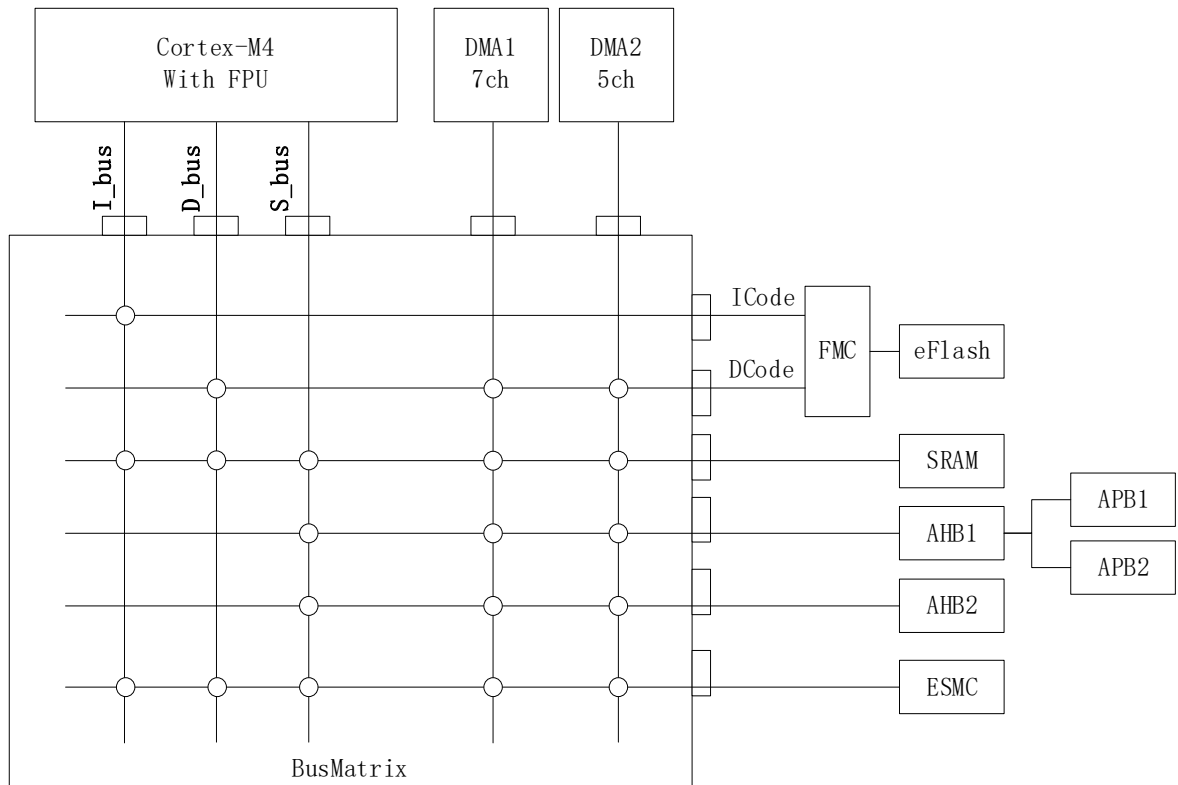 Cortex-M4
With FPU
DMA1
7ch
DMA2
5ch
I_bus
D_bus
S_bus
ICode
DCode
FMC
eFlash
SRAM
AHB1
APB1
APB2
AHB2
ESMC
BusMatrix